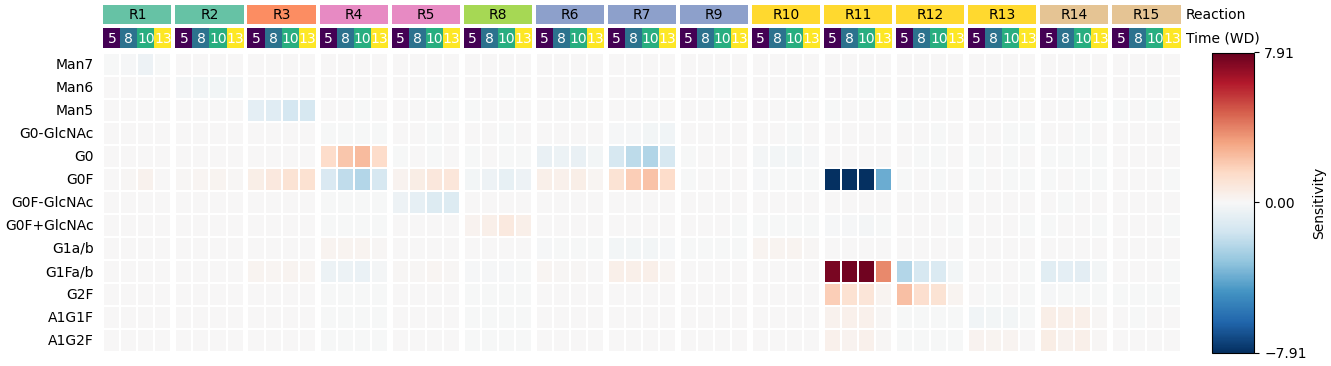 R1 R2 R3 R4 R5 R8 R6 R7 R9 R10 R11 R12 R13 R14 R15 Reaction
5 8 10 13 5 8 10 13 5 8 10 13 5 8 10 13 5 8 10 13 5 8 10 13 5 8 10 13 5 8 10 13 5 8 10 13 5 8 10 13 5 8 10 13 5 8 10 13 5 8 10 13 5 8 10 13 5 8 10 13 Time (WD)
7.91
Man7
Man6
Man5
G0-GlcNAc
G0
G0F
G0F-GlcNAc
0.00
G0F+GlcNAc
G1a/b
G1Fa/b
G2F
A1G1F
A1G2F
−7.91
Sensitivity